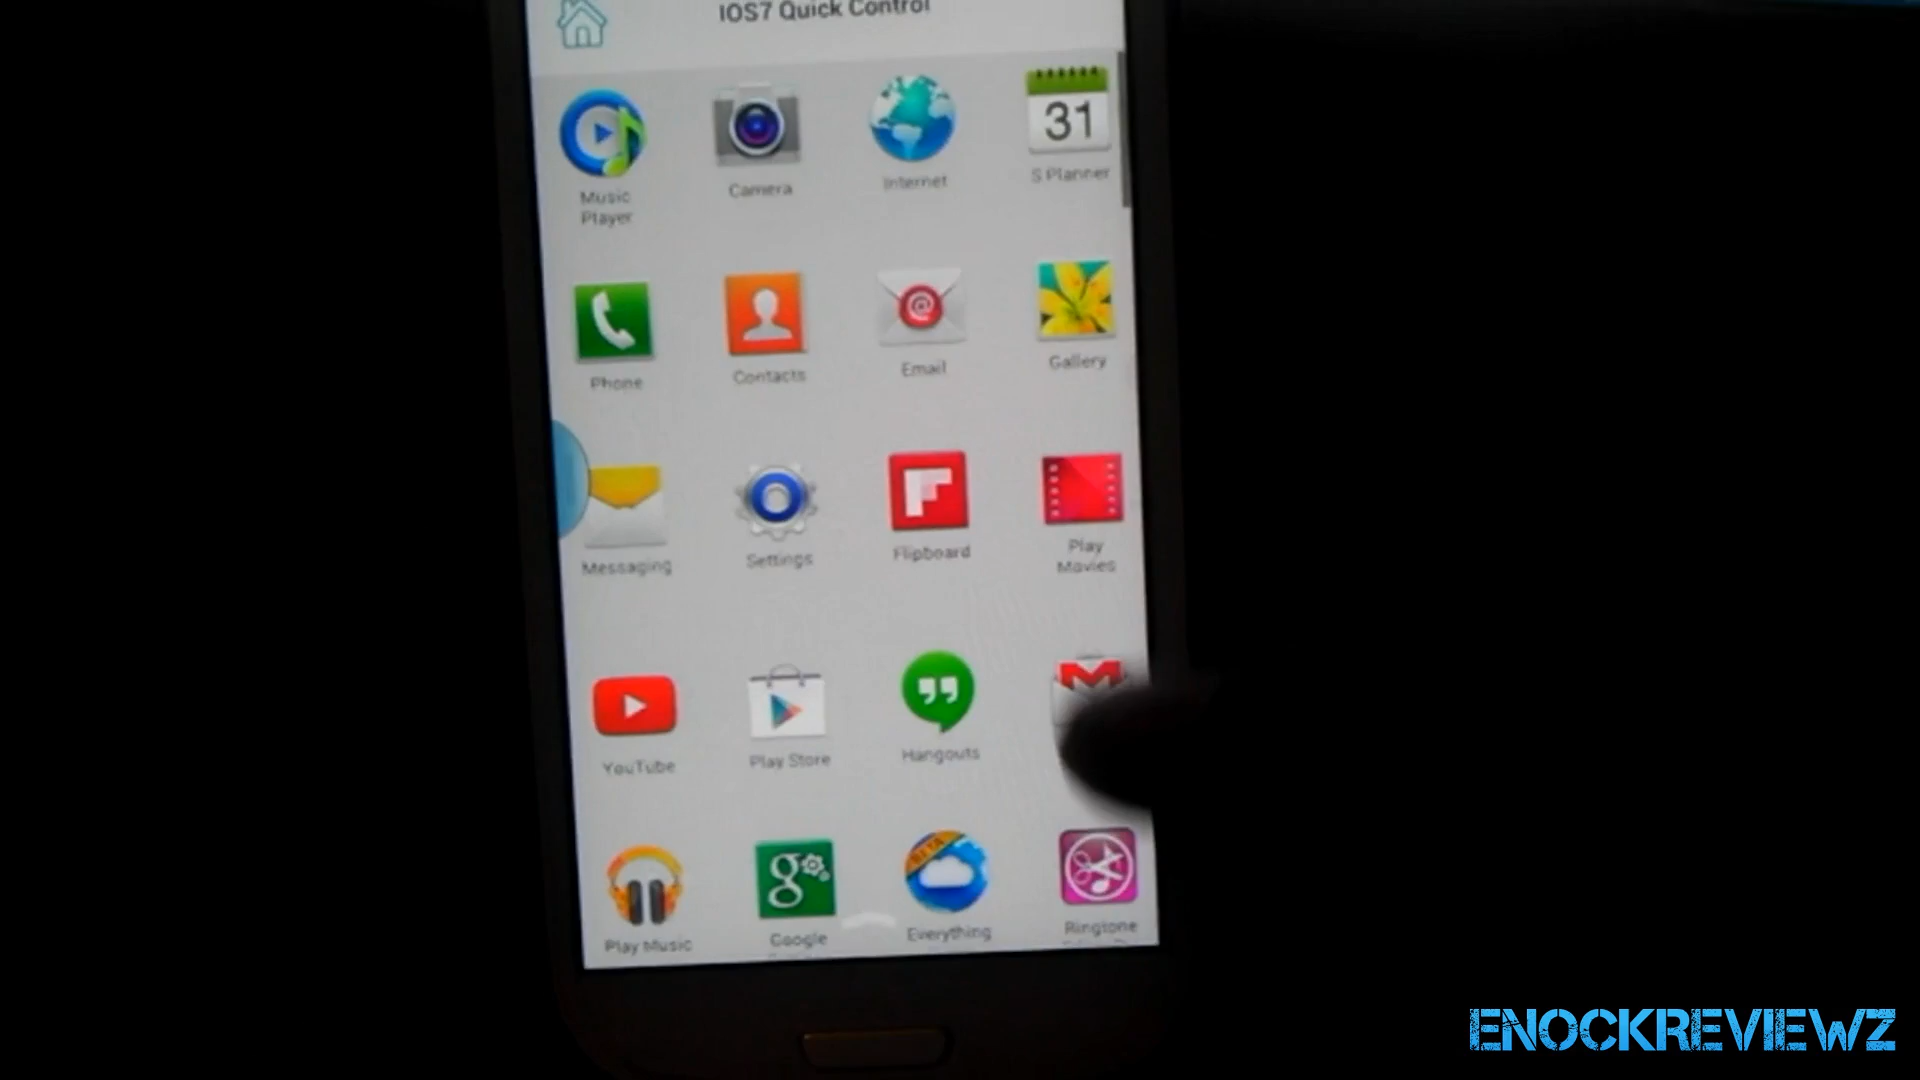 IOS7 Quick Control
31
Music
Player
Camera
Internet
S Planner
Phone
Contacts
@
Email
Gallery
Messaging
Settings
Flipboard
Play
Movies
YouTube
Play Store
Hangouts
Play Music
g
Google
BETA
Everything
Ringtone
ENOCKREVIEWZ